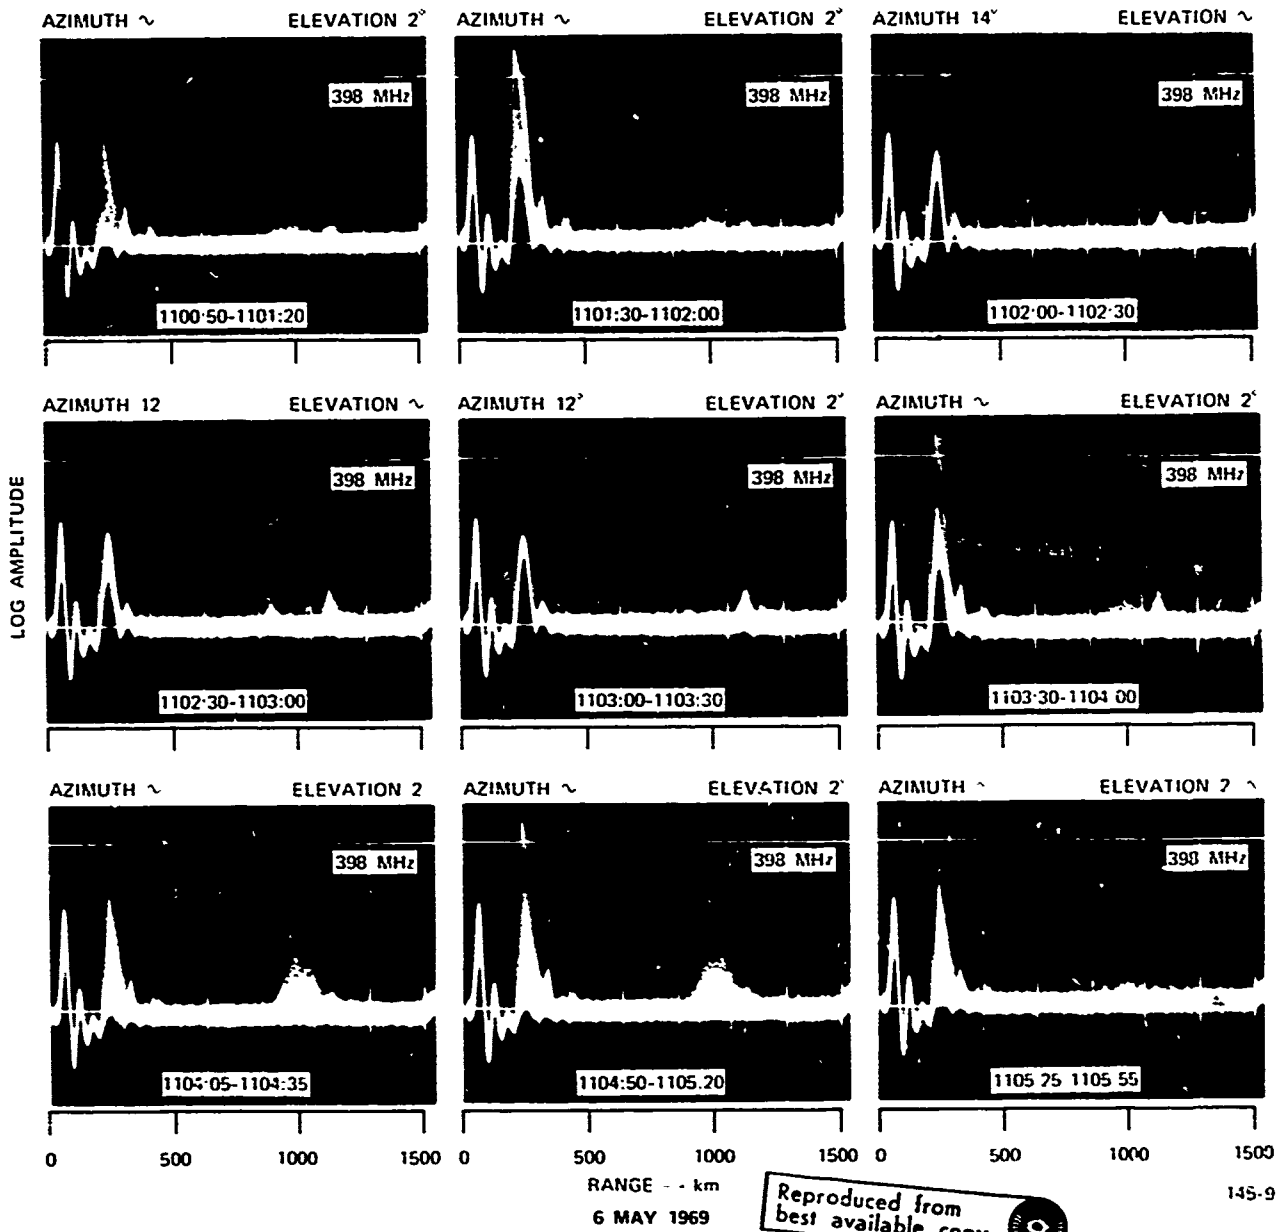 AZIMUTH ~ ELEVATION 2° AZIMUTH ~ ELEVATION 2° AZIMUTH 14° ELEVATION ~
398 MHz 398 MHz 398 MHz
1100:50-1101:20 1101:30-1102:00 1102:00-1102:30
AZIMUTH 12 ELEVATION ~ AZIMUTH 12° ELEVATION 2° AZIMUTH ~ ELEVATION 2°
398 MHz 398 MHz 398 MHz
LOG AMPLITUDE
1102:30-1103:00 1103:00-1103:30 1103:30-1104 00
AZIMUTH ~ ELEVATION 2 AZIMUTH ~ ELEVATION 2° AZIMUTH ~ ELEVATION 2 ~
398 MHz 398 MHz 398 MHz
1104:05-1104:35 1104:50-1105.20 1105 25 1105 55
0 500 1000 1500 0 500 1000 1500 0 500 1000 1500
RANGE - - km
6 MAY 1969
145-9
Reproduced from
best available copy